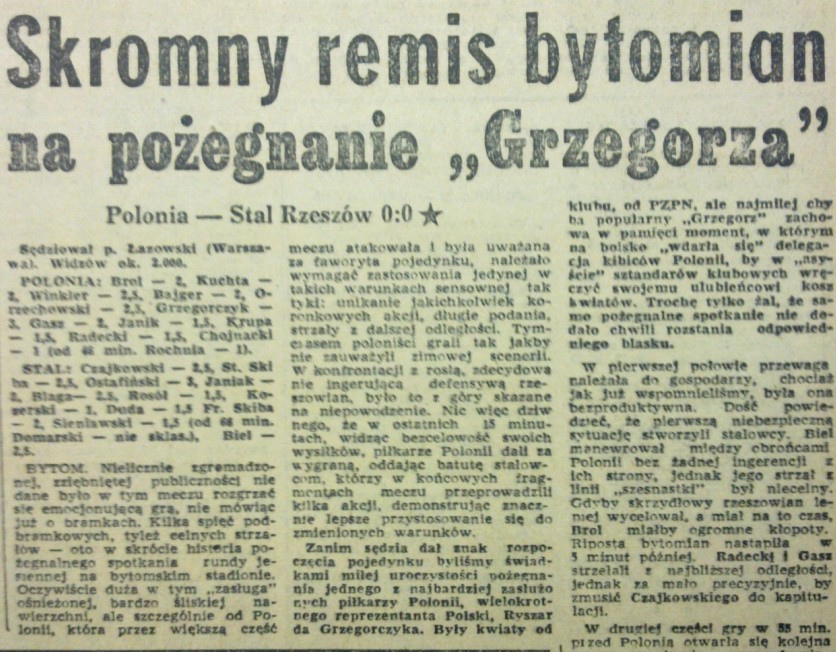 Skromny remis bytomian
na pożegnanie „Grzegorza”
Polonia — Stal Rzeszów 0:0 ★
Sędziował p. Łazowski (Warsza-
wa). Widzów ok. 2.000.
POLONIA: Brol — 2, Kuchta —
2, Winkler — 2,5, Bajger — 2, O-
rzechowski — 2,5, Grzegorczyk —
3, Gasz — 2, Janik — 1,5, Krupa
— 1,5, Radecki — 1,5, Chojnacki
— 1 (od 46 min. Rochnia — 1).
STAL: Czajkowski — 2,5, St. Ski
ba — 2,5, Ostafiński — 3, Janiak —
2, Blaga — 2,5, Rosół — 1,5, Ko-
zerski — 1, Duda — 1,5 Fr. Skiba
— 2, Sieniawski — 1,5 (od 66 min.
Domarski — nie sklas.), Biel —
2,5.
BYTOM. Nielicznie zgromadzo-
nej, zziębniętej publiczności nie
dane było w tym meczu rozgrzać
się emocjonującą grą, nie mówiąc
już o bramkach. Kilka spięć pod-
bramkowych, tyleż celnych strza-
łów — oto w skrócie historia po-
żegnalnego spotkania rundy je-
siennej na bytomskim stadionie.
Oczywiście duża w tym „zasługa”
ośnieżonej, bardzo śliskiej na-
wierzchni, ale szczególnie od Po-
lonii, która przez większą część
meczu atakowała i była uważana
za faworyta pojedynku, należało
wymagać zastosowania jedynej w
takich warunkach sensownej tak
tyki: unikanie jakichkolwiek ko-
ronkowych akcji, długie podania,
strzały z dalszej odległości. Tym-
czasem poloniści grali tak jakby
nie zauważyli zimowej scenerii.
W konfrontacji z rosłą, zdecydowa
nie ingerującą defensywą rze-
szowian, było to z góry skazane
na niepowodzenie. Nic więc dziw
nego, że w ostatnich 15 minu-
tach, widząc bezcelowość swoich
wysiłków, piłkarze Polonii dali za
wygraną, oddając batutę stalow-
com, którzy w końcowych frag-
mentach meczu przeprowadzili
kilka akcji, demonstrując znacz-
nie lepsze przystosowanie się do
zmienionych warunków.
Zanim sędzia dał znak rozpo-
częcia pojedynku byliśmy świad-
kami miłej uroczystości pożegna-
nia jednego z najbardziej zasłużo
nych piłkarzy Polonii, wielokrot-
nego reprezentanta Polski, Ryszar
da Grzegorczyka. Były kwiaty od
klubu, od PZPN, ale najmilej chy
ba popularny „Grzegorz” zacho-
wa w pamięci moment, w którym
na boisko „wdarła się” delega-
cja kibiców Polonii, by w „asy-
ście” sztandarów klubowych wrę-
czyć swojemu ulubieńcowi kosz
kwiatów. Trochę tylko żal, że sa-
mo pożegnalne spotkanie nie do-
dało chwili rozstania odpowied-
niego blasku.
W pierwszej połowie przewaga
należała do gospodarzy, chociaż
jak już wspomnieliśmy, była ona
bezproduktywna. Dość powie-
dzieć, że pierwszą niebezpieczną
sytuację stworzyli stalowcy. Biel
manewrował między obrońcami
Polonii bez żadnej ingerencji z
ich strony, jednak jego strzał z
linii „szesnastki” był niecelny.
Gdyby skrzydłowy rzeszowian le-
piej wycelował, a miał na to czas,
Brol miałby ogromne kłopoty.
Riposta bytomian nastąpiła w
5 minut później. Radecki i Gasz
strzelali z najbliższej odległości,
jednak za mało precyzyjnie, by
zmusić Czajkowskiego do kapitu-
lacji.
W drugiej części gry w 55 min.
przed Polonią otwarła się kolejna